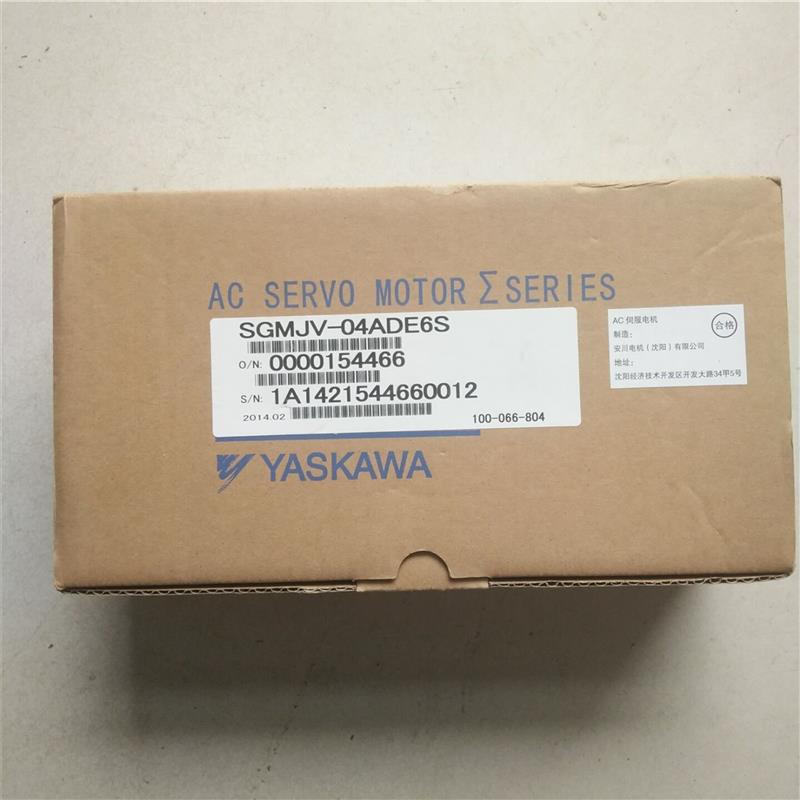 AC SERVO MOTOR Σ SERIES
SGMJV-04ADE6S
O/N: 0000154466
S/N: 1A1421544660012
2014.02
100-066-804
YASKAWA
AC 伺服电机
制造:
安川电机(沈阳)有限公司
地址:
沈阳经济技术开发区开发大路34甲5号
合格